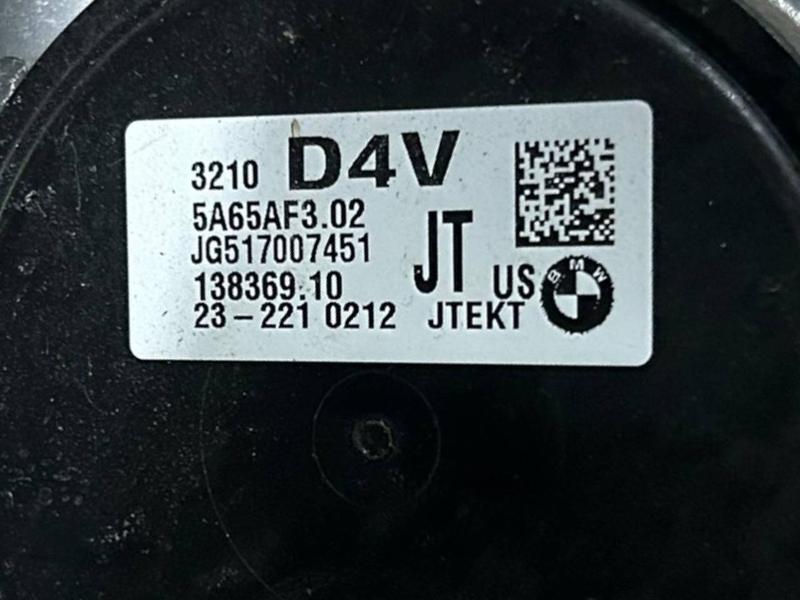 3210 D4V
5A65AF3.02
JG517007451
JT
138369.10
US
BMW
23-221 0212 JTEKT